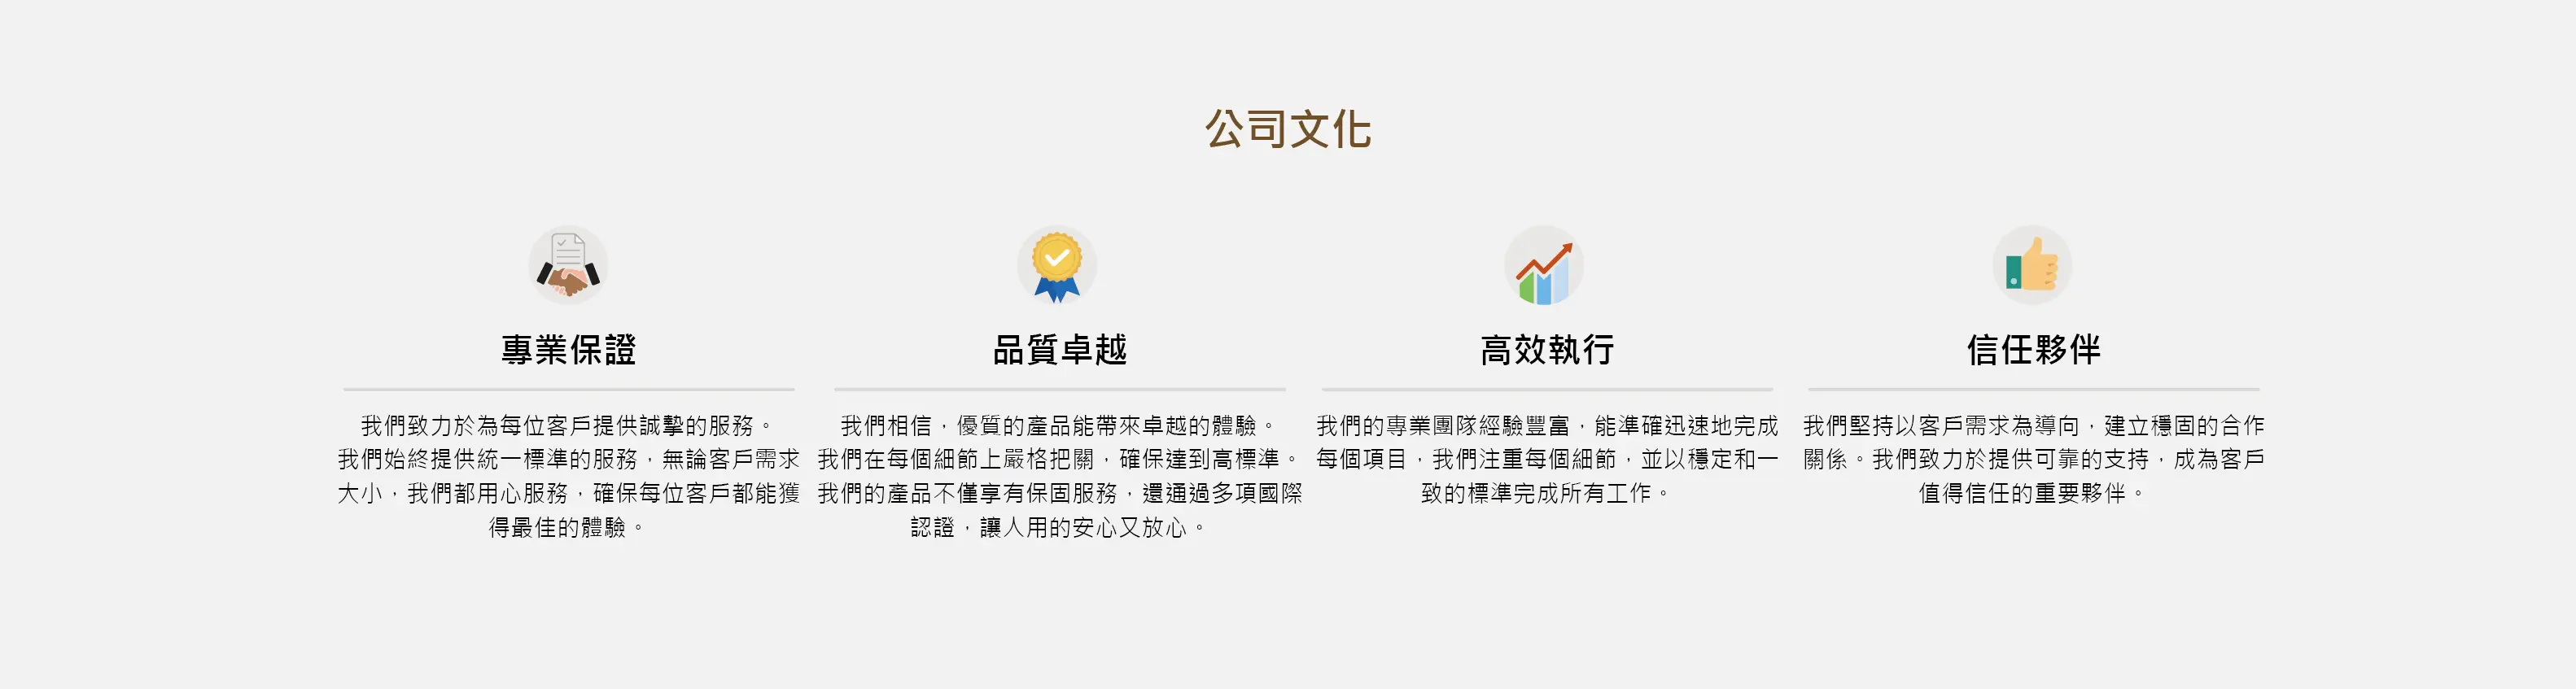 公司文化
專業保證
我們致力於為每位客戶提供誠摯的服務。
我們始終提供統一標準的服務，無論客戶需求
大小，我們都用心服務，確保每位客戶都能獲
得最佳的體驗。
品質卓越
我們相信，優質的產品能帶來卓越的體驗。
我們在每個細節上嚴格把關，確保達到高標準。
我們的產品不僅享有保固服務，還通過多項國際
認證，讓人用的安心又放心。
高效執行
我們的專業團隊經驗豐富，能準確迅速地完成
每個項目，我們注重每個細節，並以穩定和一
致的標準完成所有工作。
信任夥伴
我們堅持以客戶需求為導向，建立穩固的合作
關係。我們致力於提供可靠的支持，成為客戶
值得信任的重要夥伴。